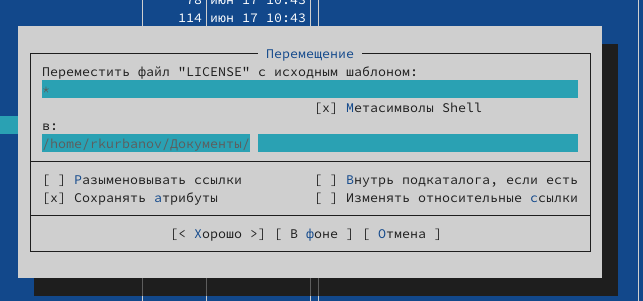 78 июн 17 10:43
114 июн 17 10:43
Перемещение
Переместить файл "LICENSE" с исходным шаблоном:
*
[x] Метасимволы Shell
в:
/home/rkurbanov/Документы/
[ ] Разыменовывать ссылки [ ] Внутрь подкаталога, если есть
[x] Сохранять атрибуты [ ] Изменять относительные ссылки
[< Хорошо >] [ В фоне ] [ Отмена ]